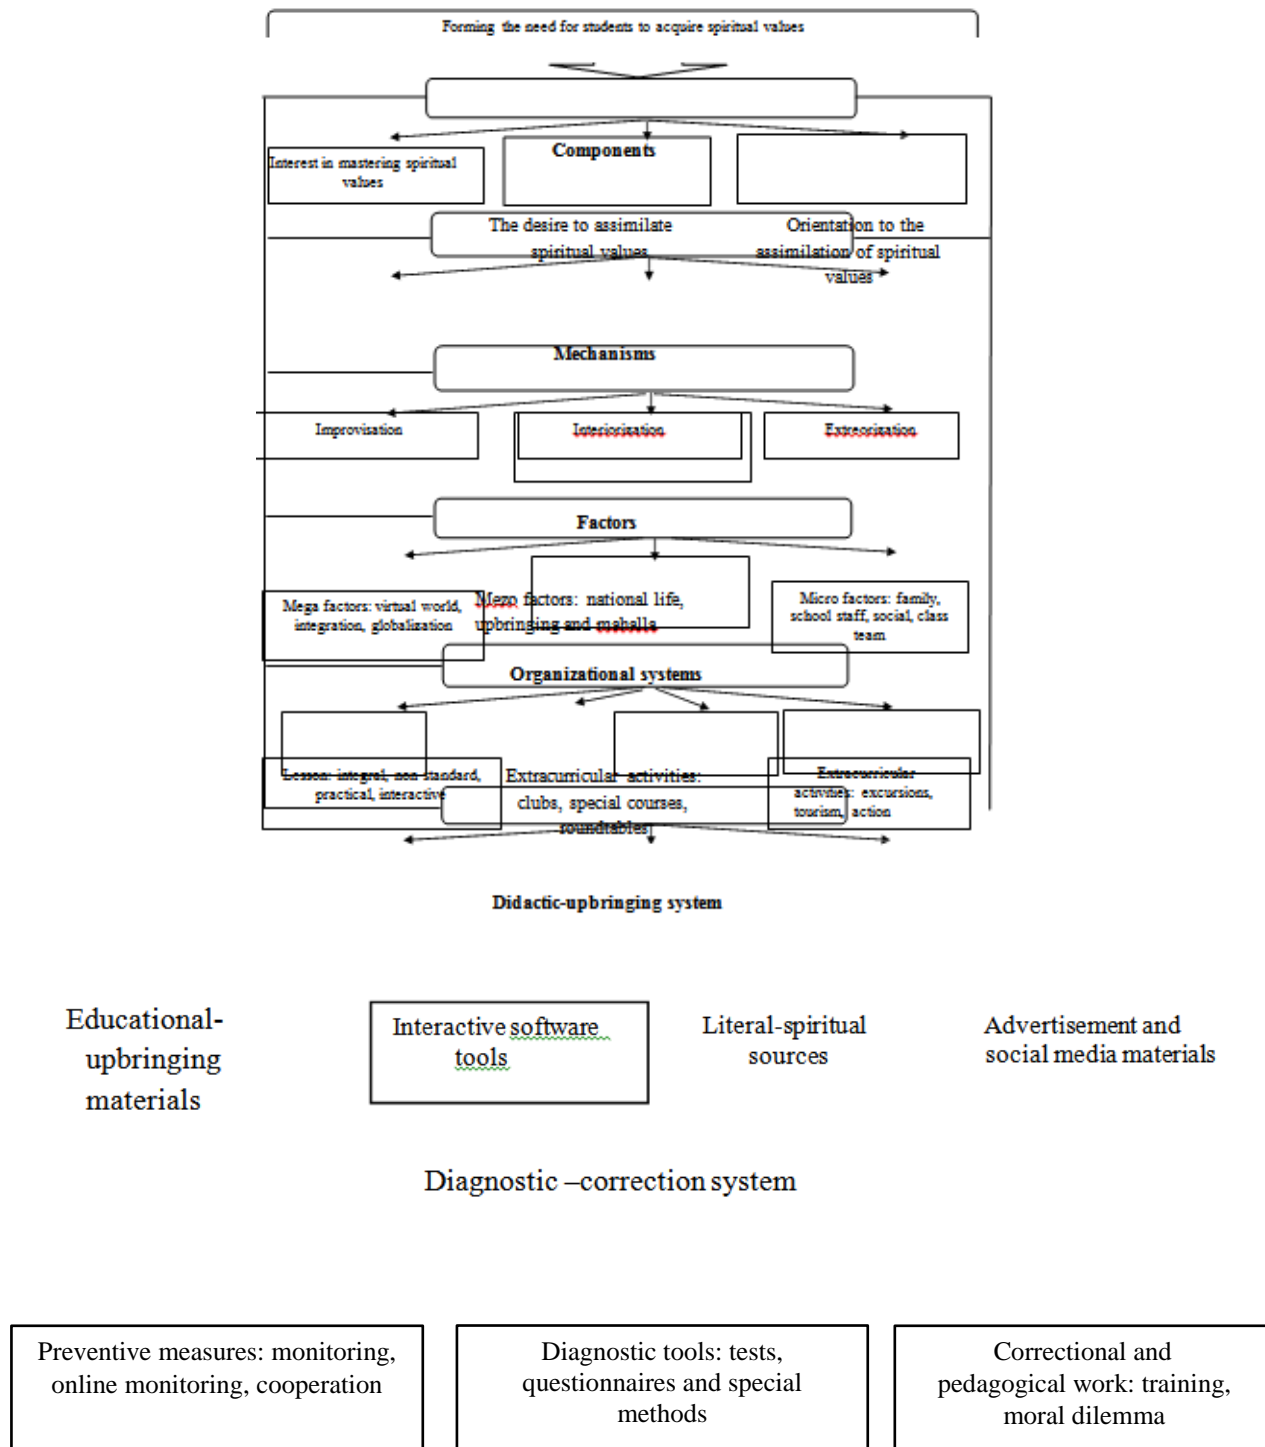 Forming the need for students to acquire spiritual values
Components
Interest in mastering spiritual
values
The desire to assimilate
spiritual values
Orientation to the
assimilation of spiritual
values
Mechanisms
Improvisation
Interiorization
Extreorization
Factors
Mega factors: virtual world,
integration, globalization
Mezo factors: national life,
upbringing and mahalla
Micro factors: family,
school staff, social, class
team
Organizational systems
Lesson: integral, non standard,
practical, interactive
Extracurricular activities:
clubs, special courses,
roundtables
Extracurricular
activities: excursions,
tourism, action
Didactic-upbringing system
Educational-
upbringing
materials
Interactive software
tools
Literal-spiritual
sources
Advertisement and
social media materials
Diagnostic –correction system
Preventive measures: monitoring,
online monitoring, cooperation
Diagnostic tools: tests,
questionnaires and special
methods
Correctional and
pedagogical work: training,
moral dilemma